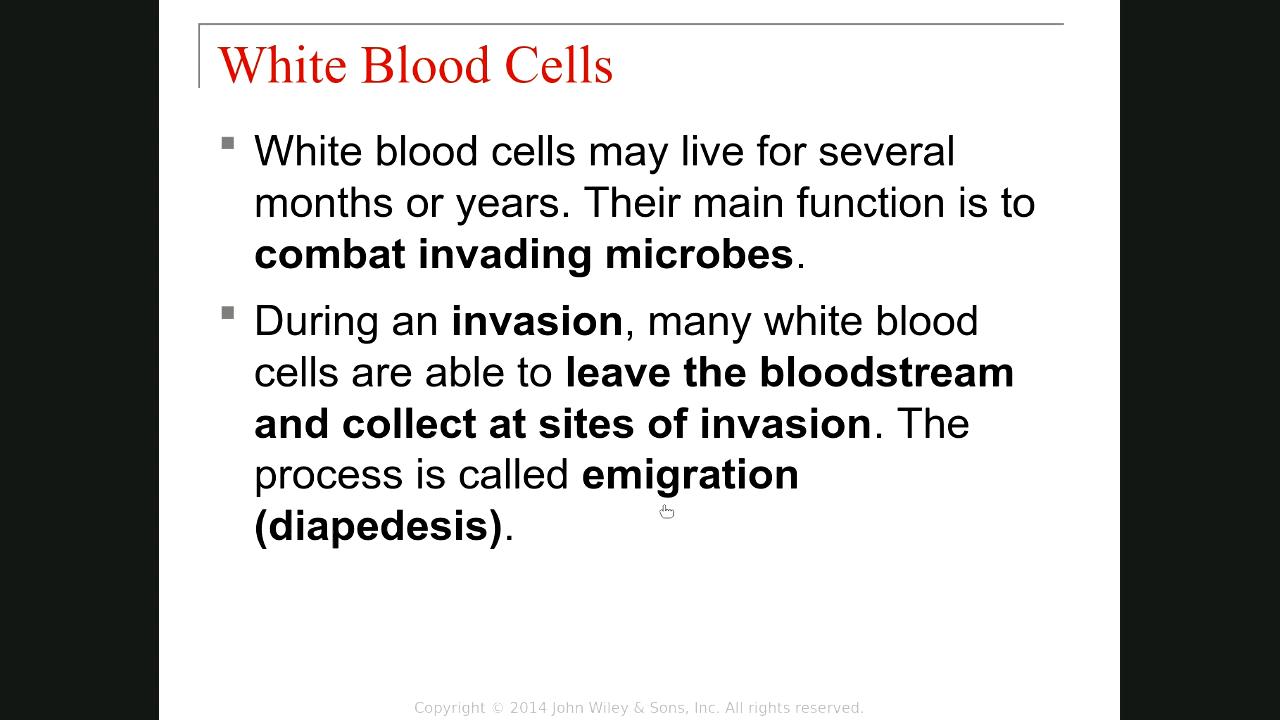 White Blood Cells
White blood cells may live for several
months or years. Their main function is to
combat invading microbes.
During an invasion, many white blood
cells are able to leave the bloodstream
and collect at sites of invasion. The
process is called emigration
(diapedesis).
Copyright © 2014 John Wiley & Sons, Inc. All rights reserved.